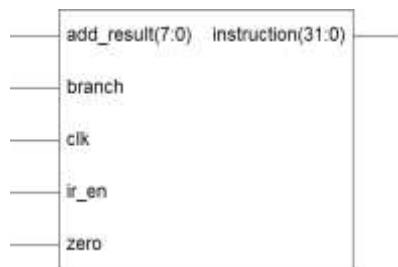 add_result(7:0) instruction(31:0)
branch
clk
ir_en
zero